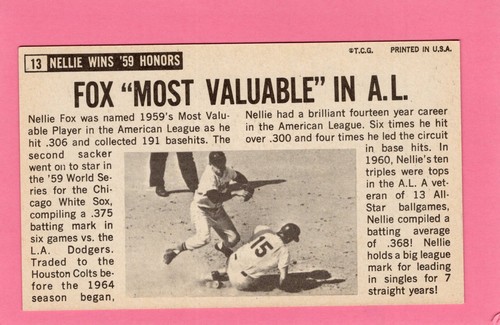 13 NELLIE WINS '59 HONORS
©T.C.G. PRINTED IN U.S.A.
FOX "MOST VALUABLE" IN A.L.
Nellie Fox was named 1959's Most Valu-
able Player in the American League as he
hit .306 and collected 191 basehits. The
second sacker
went on to star in
the '59 World Se-
ries for the Chi-
cago White Sox,
compiling a .375
batting mark in
six games vs. the
L.A. Dodgers.
Traded to the
Houston Colts be-
fore the 1964
season began,
Nellie had a brilliant fourteen year career
in the American League. Six times he hit
over .300 and four times he led the circuit
in base hits. In
1960, Nellie's ten
triples were tops
in the A.L. A vet-
eran of 13 All-
Star ballgames,
Nellie compiled a
batting average
of .368! Nellie
holds a big league
mark for leading
in singles for 7
straight years!
15